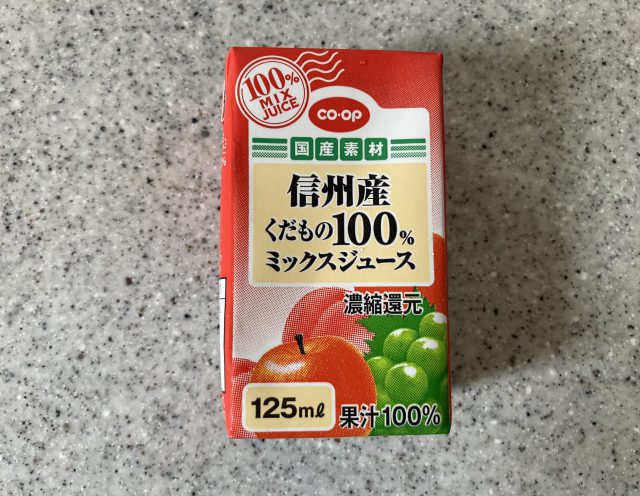 100%
MIX
JUICE
CO・OP
国産素材
信州産
くだもの100%
ミックスジュース
濃縮還元
125mℓ
果汁100%